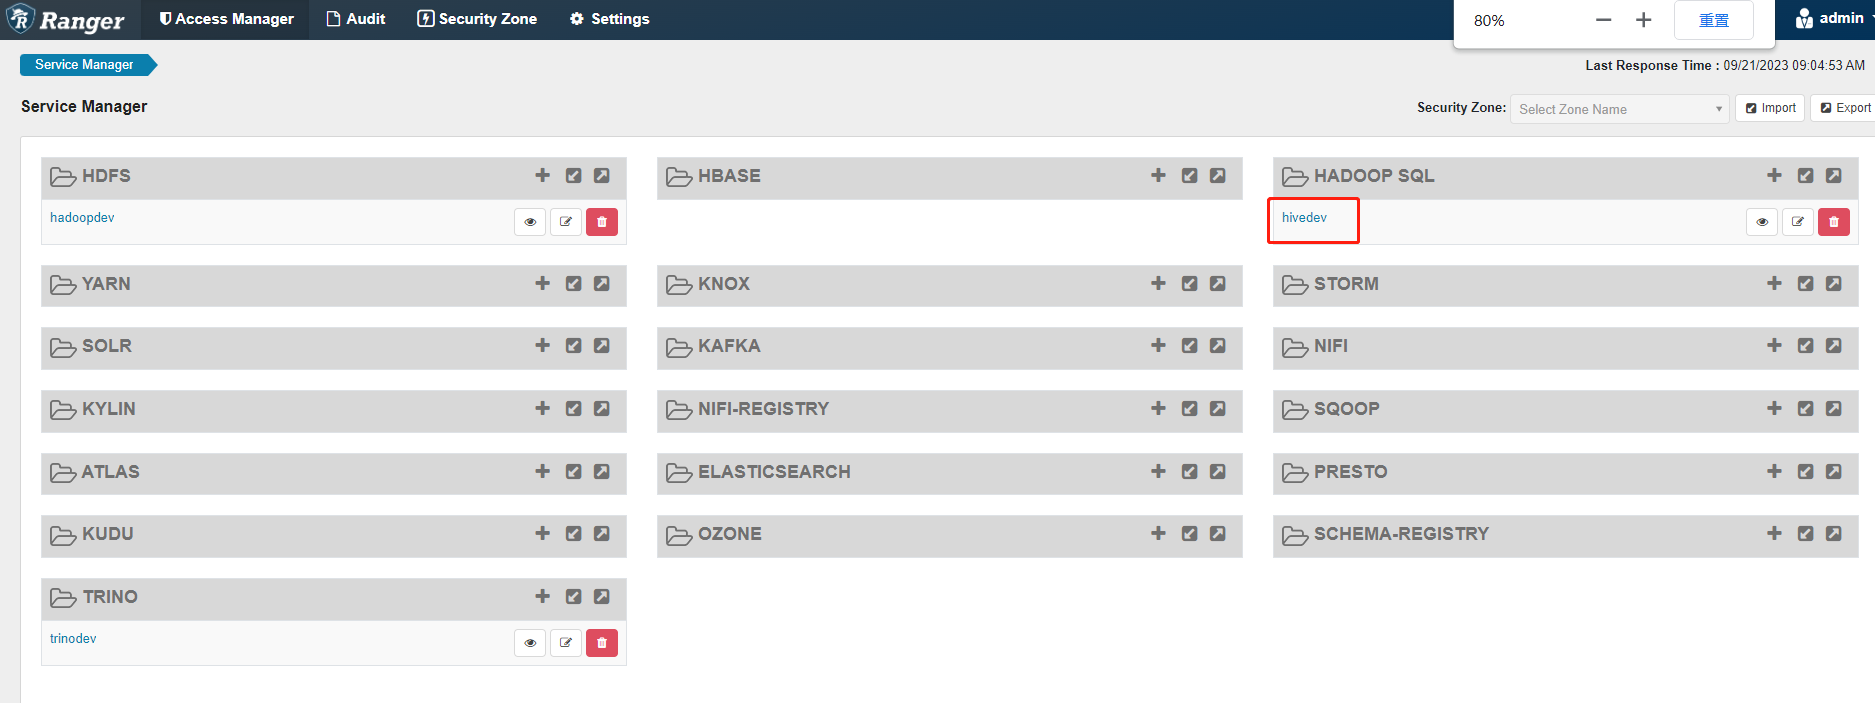 Ranger
Access Manager
Audit
Security Zone
Settings
80%
重置
admin
Service Manager
Last Response Time : 09/21/2023 09:04:53 AM
Service Manager
Security Zone:
Select Zone Name
Import
Export
HDFS
HBASE
HADOOP SQL
hadoopdev
hivedev
YARN
KNOX
STORM
SOLR
KAFKA
NIFI
KYLIN
NIFI-REGISTRY
SQOOP
ATLAS
ELASTICSEARCH
PRESTO
KUDU
OZONE
SCHEMA-REGISTRY
TRINO
trinodev